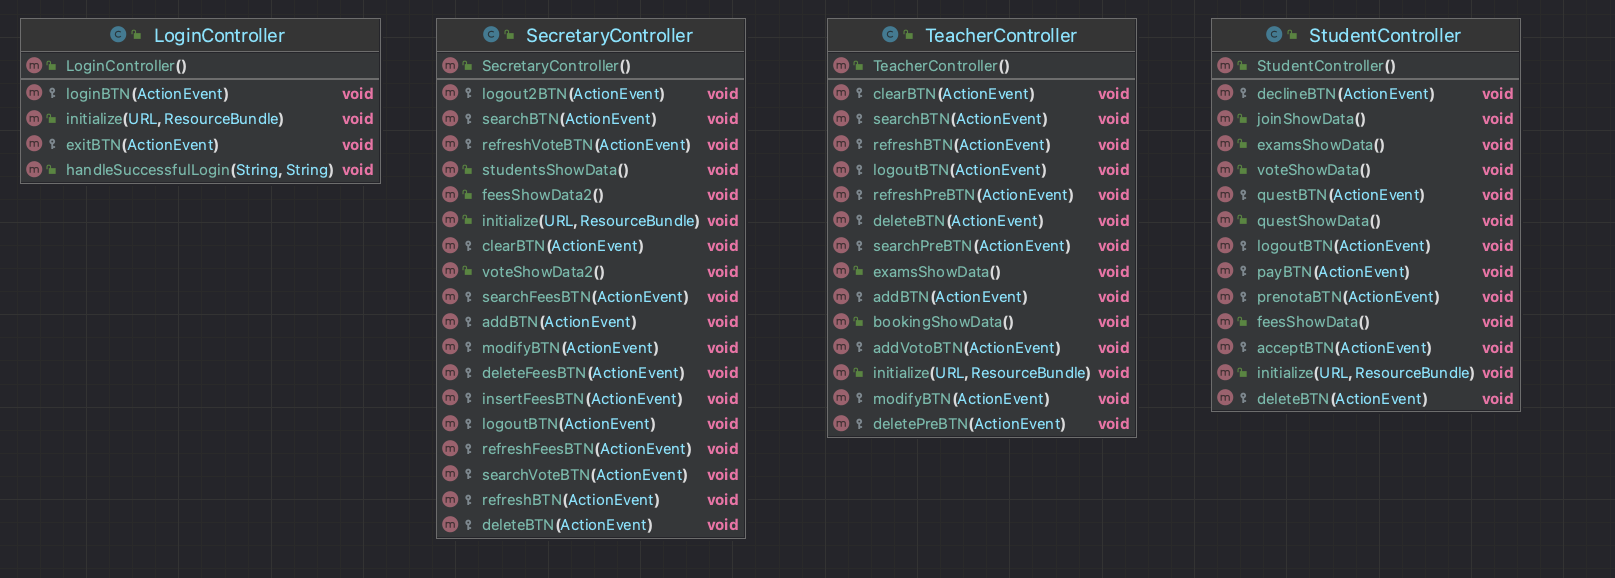 LoginController
LoginController()
loginBTN(ActionEvent) void
initialize(URL, ResourceBundle) void
exitBTN(ActionEvent) void
handleSuccessfulLogin(String, String) void
SecretaryController
SecretaryController()
logout2BTN(ActionEvent) void
searchBTN(ActionEvent) void
refreshVoteBTN(ActionEvent) void
studentsShowData() void
feesShowData2() void
initialize(URL, ResourceBundle) void
clearBTN(ActionEvent) void
voteShowData2() void
searchFeesBTN(ActionEvent) void
addBTN(ActionEvent) void
modifyBTN(ActionEvent) void
deleteFeesBTN(ActionEvent) void
insertFeesBTN(ActionEvent) void
logoutBTN(ActionEvent) void
refreshFeesBTN(ActionEvent) void
searchVoteBTN(ActionEvent) void
refreshBTN(ActionEvent) void
deleteBTN(ActionEvent) void
TeacherController
TeacherController()
clearBTN(ActionEvent) void
searchBTN(ActionEvent) void
refreshBTN(ActionEvent) void
logoutBTN(ActionEvent) void
refreshPreBTN(ActionEvent) void
deleteBTN(ActionEvent) void
searchPreBTN(ActionEvent) void
examsShowData() void
addBTN(ActionEvent) void
bookingShowData() void
addVotoBTN(ActionEvent) void
initialize(URL, ResourceBundle) void
modifyBTN(ActionEvent) void
deletePreBTN(ActionEvent) void
StudentController
StudentController()
declineBTN(ActionEvent) void
joinShowData() void
examsShowData() void
voteShowData() void
questBTN(ActionEvent) void
questShowData() void
logoutBTN(ActionEvent) void
payBTN(ActionEvent) void
prenotaBTN(ActionEvent) void
feesShowData() void
acceptBTN(ActionEvent) void
initialize(URL, ResourceBundle) void
deleteBTN(ActionEvent) void